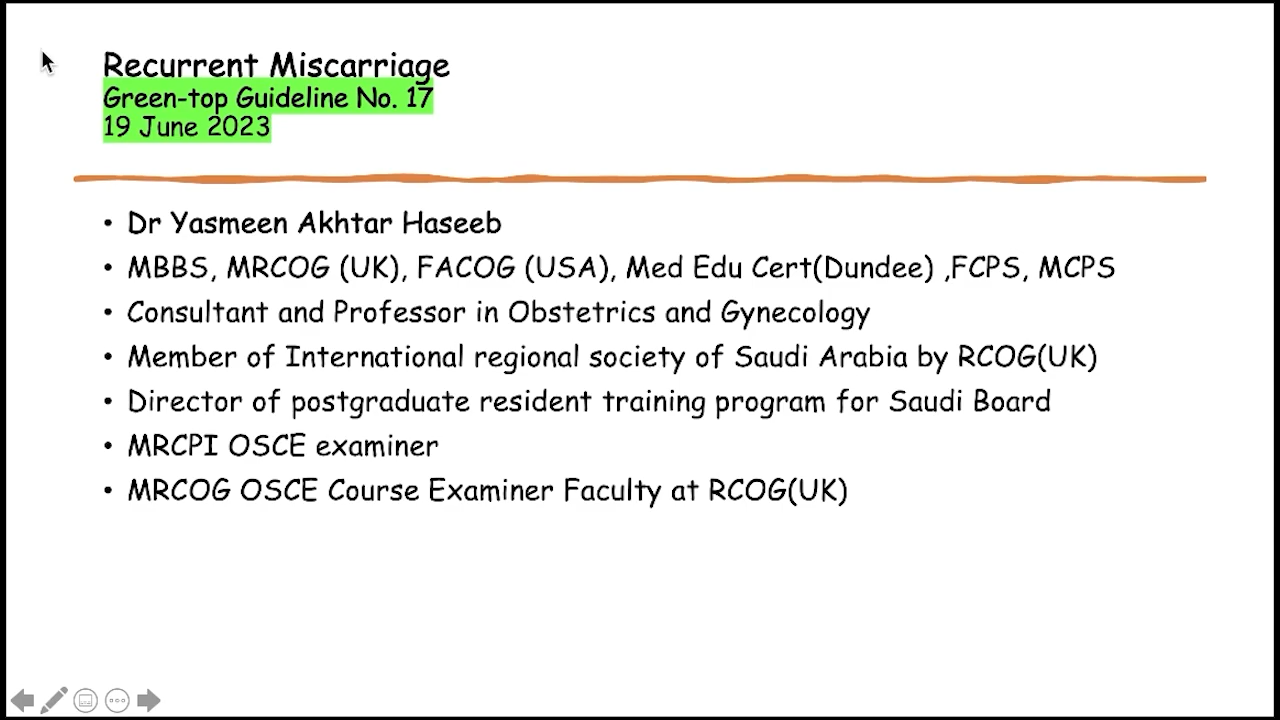 Recurrent Miscarriage
Green-top Guideline No. 17
19 June 2023
• Dr Yasmeen Akhtar Haseeb
• MBBS, MRCOG (UK), FACOG (USA), Med Edu Cert(Dundee) ,FCPS, MCPS
• Consultant and Professor in Obstetrics and Gynecology
• Member of International regional society of Saudi Arabia by RCOG(UK)
• Director of postgraduate resident training program for Saudi Board
• MRCPI OSCE examiner
• MRCOG OSCE Course Examiner Faculty at RCOG(UK)